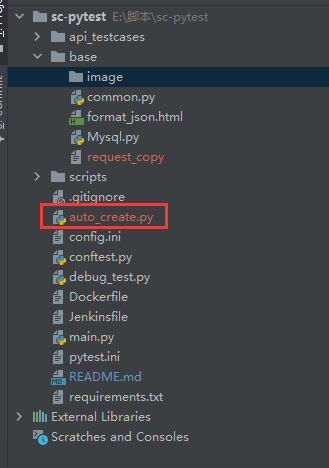 sc-pytest E:\脚本\sc-pytest
api_testcases
base
image
common.py
format_json.html
Mysql.py
request_copy
scripts
.gitignore
auto_create.py
config.ini
conftest.py
debug_test.py
Dockerfile
Jenkinsfile
main.py
pytest.ini
README.md
requirements.txt
External Libraries
Scratches and Consoles